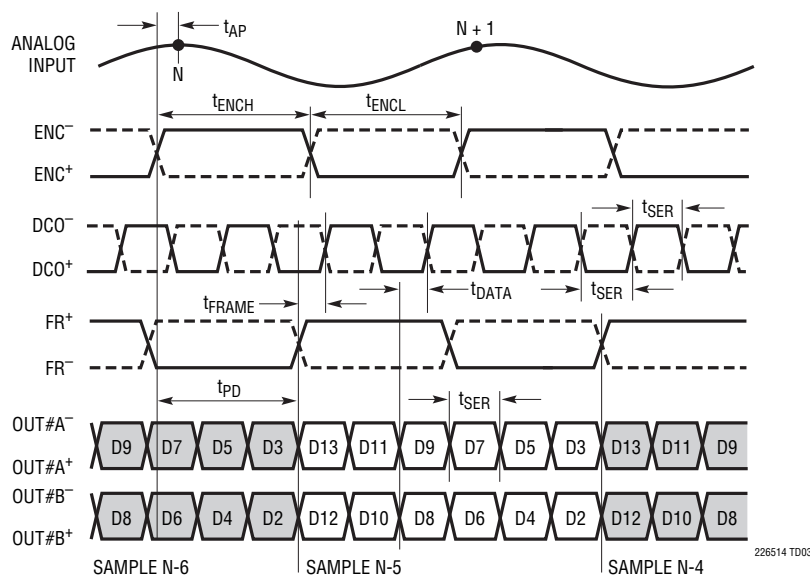 tAP
ANALOG INPUT
N
N + 1
tENCH
tENCL
ENC–
ENC+
DCO–
DCO+
tSER
tFRAME
tDATA
tSER
FR+
FR–
tPD
tSER
OUT#A–
OUT#A+
D9 D7 D5 D3 D13 D11 D9 D7 D5 D3 D13 D11 D9
OUT#B–
OUT#B+
D8 D6 D4 D2 D12 D10 D8 D6 D4 D2 D12 D10 D8
SAMPLE N-6
SAMPLE N-5
SAMPLE N-4
226514 TD03